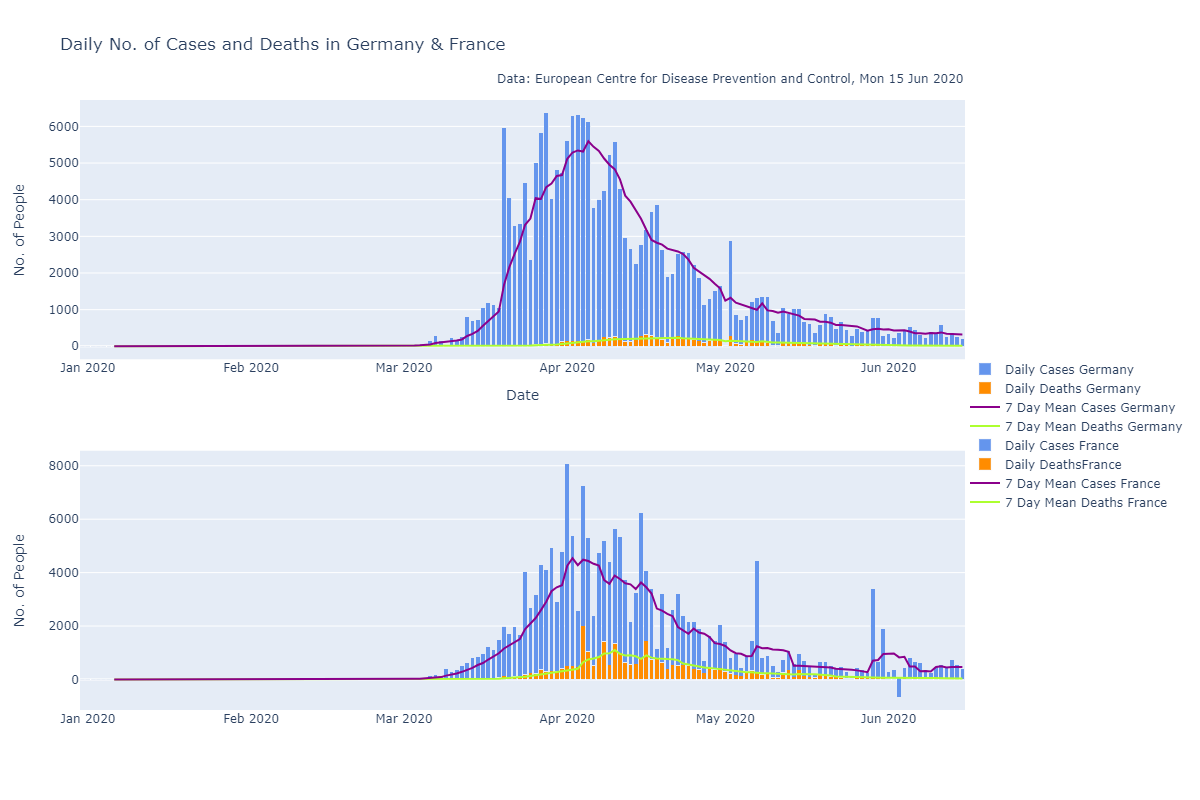 Daily No. of Cases and Deaths in Germany & France
Data: European Centre for Disease Prevention and Control, Mon 15 Jun 2020
No. of People
6000
5000
4000
3000
2000
1000
0
Jan 2020 Feb 2020 Mar 2020 Apr 2020 May 2020 Jun 2020
Date
Daily Cases Germany
Daily Deaths Germany
7 Day Mean Cases Germany
7 Day Mean Deaths Germany
Daily Cases France
Daily DeathsFrance
7 Day Mean Cases France
7 Day Mean Deaths France
No. of People
8000
6000
4000
2000
0
Jan 2020 Feb 2020 Mar 2020 Apr 2020 May 2020 Jun 2020